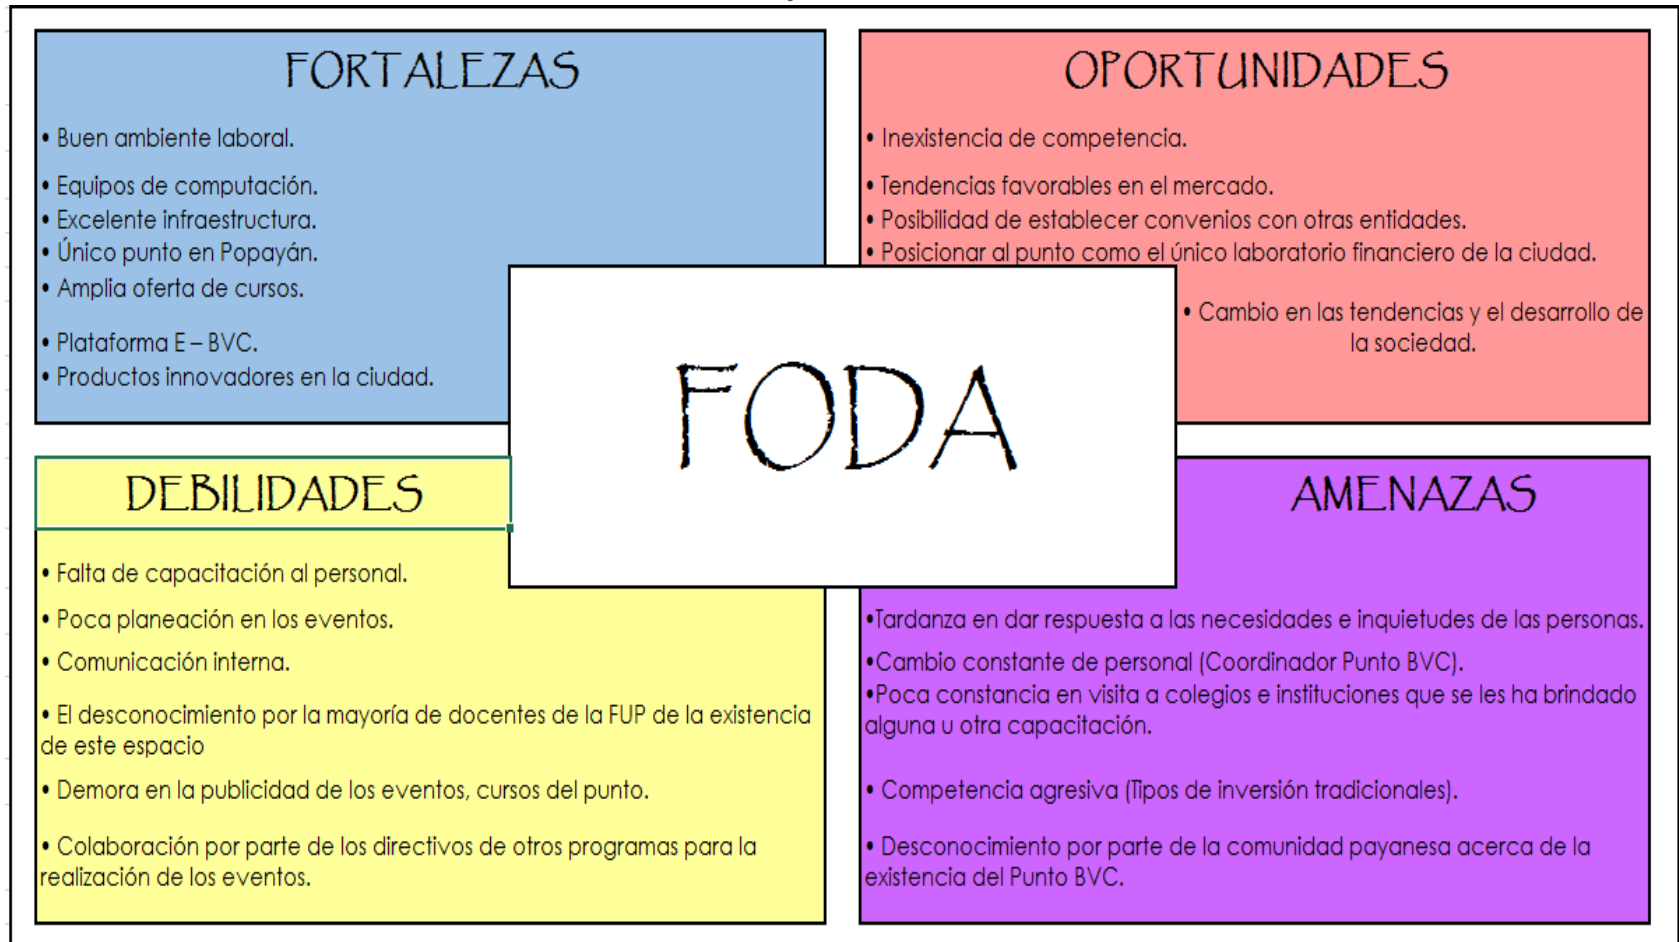 FORTALEZAS
• Buen ambiente laboral.
• Equipos de computación.
• Excelente infraestructura.
• Único punto en Popayán.
• Amplia oferta de cursos.
• Plataforma E – BVC.
• Productos innovadores en la ciudad.
OPORTUNIDADES
• Inexistencia de competencia.
• Tendencias favorables en el mercado.
• Posibilidad de establecer convenios con otras entidades.
• Posicionar al punto como el único laboratorio financiero de la ciudad.
• Cambio en las tendencias y el desarrollo de
la sociedad.
FODA
DEBILIDADES
• Falta de capacitación al personal.
• Poca planeación en los eventos.
• Comunicación interna.
• El desconocimiento por la mayoría de docentes de la FUP de la existencia
de este espacio
• Demora en la publicidad de los eventos, cursos del punto.
• Colaboración por parte de los directivos de otros programas para la
realización de los eventos.
AMENAZAS
•Tardanza en dar respuesta a las necesidades e inquietudes de las personas.
•Cambio constante de personal (Coordinador Punto BVC).
•Poca constancia en visita a colegios e instituciones que se les ha brindado
alguna u otra capacitación.
• Competencia agresiva (Tipos de inversión tradicionales).
• Desconocimiento por parte de la comunidad payanesa acerca de la
existencia del Punto BVC.